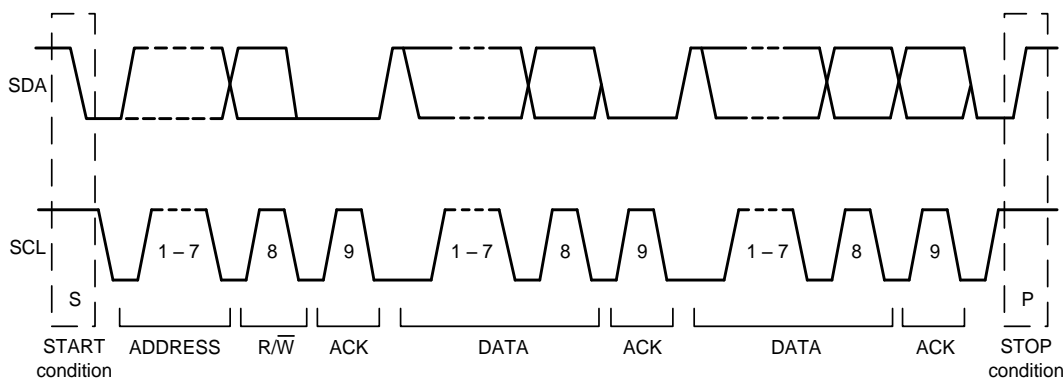 SDA
SCL
1 – 7
8
9
1 – 7
8
9
1 – 7
8
9
S
P
START
condition
ADDRESS
R/W̅
ACK
DATA
ACK
DATA
ACK
STOP
condition